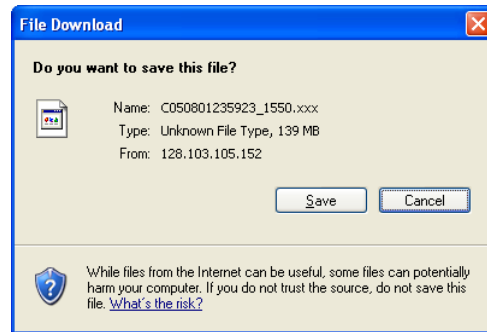 File Download
Do you want to save this file?
Name: C050801235923_1550.xxx
Type: Unknown File Type, 139 MB
From: 128.103.105.152
Save Cancel
While files from the Internet can be useful, some files can potentially
harm your computer. If you do not trust the source, do not save this
file. What's the risk?